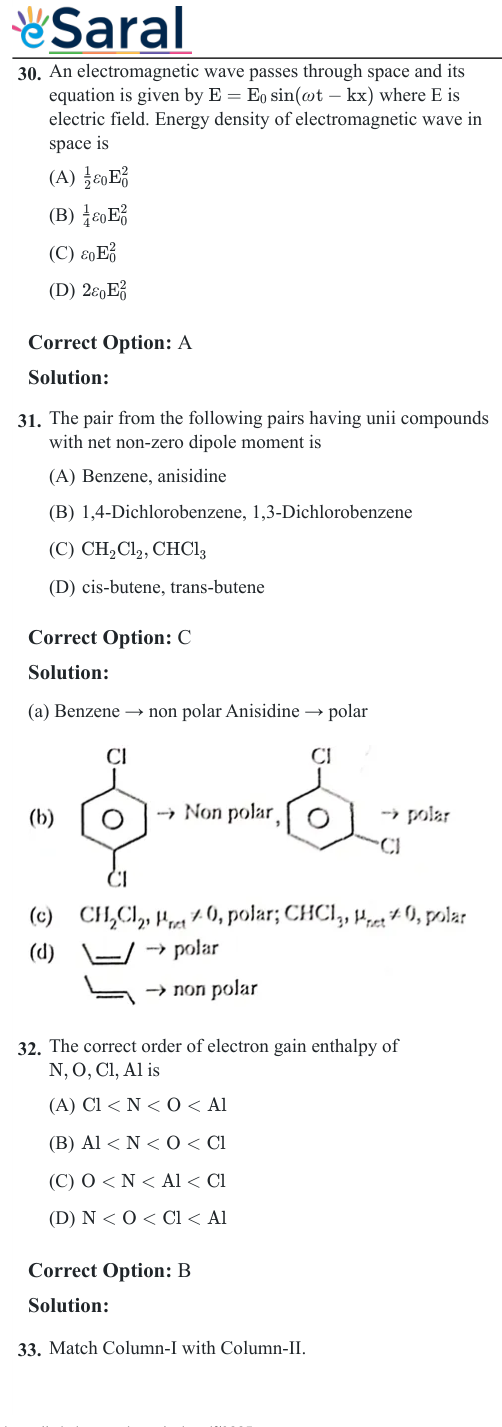 eSaral
30. An electromagnetic wave passes through space and its
equation is given by E = E₀ sin(ωt − kx) where E is
electric field. Energy density of electromagnetic wave in
space is
(A) 1/2 ε₀E₀²
(B) 1/4 ε₀E₀²
(C) ε₀E₀²
(D) 2ε₀E₀²
Correct Option: A
Solution:
31. The pair from the following pairs having unii compounds
with net non-zero dipole moment is
(A) Benzene, anisidine
(B) 1,4-Dichlorobenzene, 1,3-Dichlorobenzene
(C) CH₂Cl₂, CHCl₃
(D) cis-butene, trans-butene
Correct Option: C
Solution:
(a) Benzene → non polar Anisidine → polar
Cl Cl
(b) → Non polar, → polar
Cl
Cl
(c) CH₂Cl₂, μnet ≠ 0, polar; CHCl₃, μnet ≠ 0, polar
(d) → polar
→ non polar
32. The correct order of electron gain enthalpy of
N, O, Cl, Al is
(A) Cl < N < O < Al
(B) Al < N < O < Cl
(C) O < N < Al < Cl
(D) N < O < Cl < Al
Correct Option: B
Solution:
33. Match Column-I with Column-II.